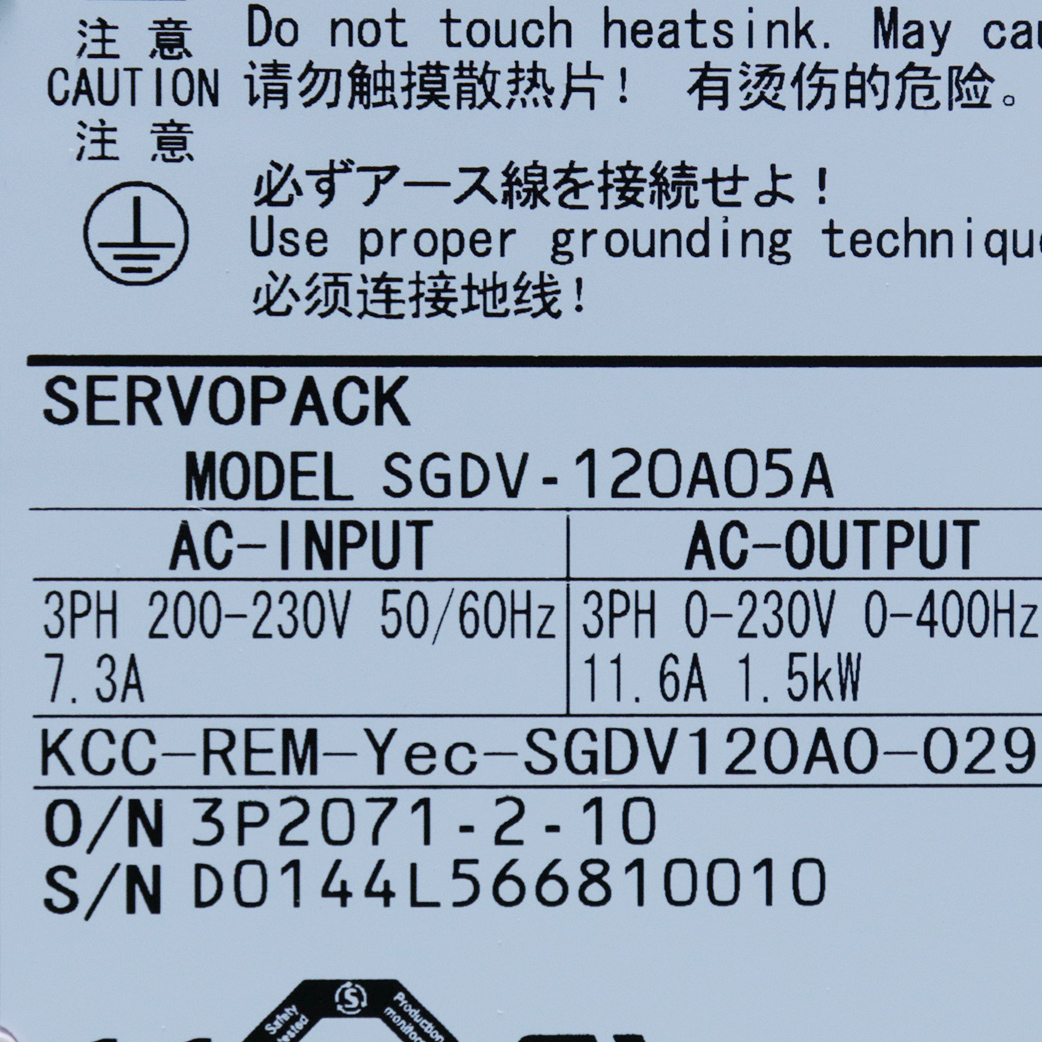 注 意
CAUTION
注 意
Do not touch heatsink. May
请勿触摸散热片! 有烫伤的危险。
必ずアース線を接続せよ!
Use proper grounding
必须连接地线!
SERVOPACK
MODEL SGDV-120A05A
AC-INPUT AC-OUTPUT
3PH 200-230V 50/60Hz 3PH 0-230V 0-400Hz
7.3A 11.6A 1.5kW
KCC-REM-Yec-SGDV120A0-029
O/N 3P2071-2-10
S/N D0144L566810010
S
Safety tested
Production